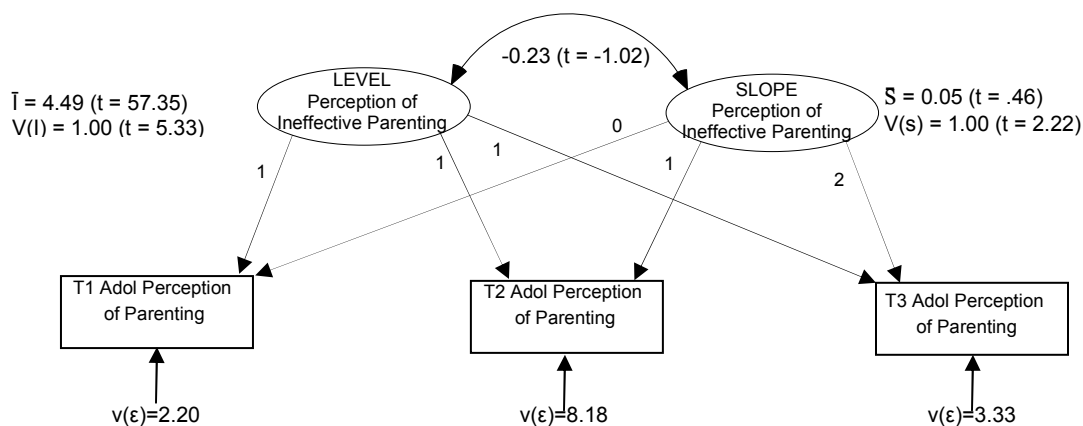 -0.23 (t = -1.02)
LEVEL
Perception of
Ineffective Parenting
Ī = 4.49 (t = 57.35)
V(I) = 1.00 (t = 5.33)
SLOPE
Perception of
Ineffective Parenting
S̄ = 0.05 (t = .46)
V(s) = 1.00 (t = 2.22)
1
1
1
0
1
2
T1 Adol Perception
of Parenting
T2 Adol Perception
of Parenting
T3 Adol Perception
of Parenting
v(ε)=2.20
v(ε)=8.18
v(ε)=3.33